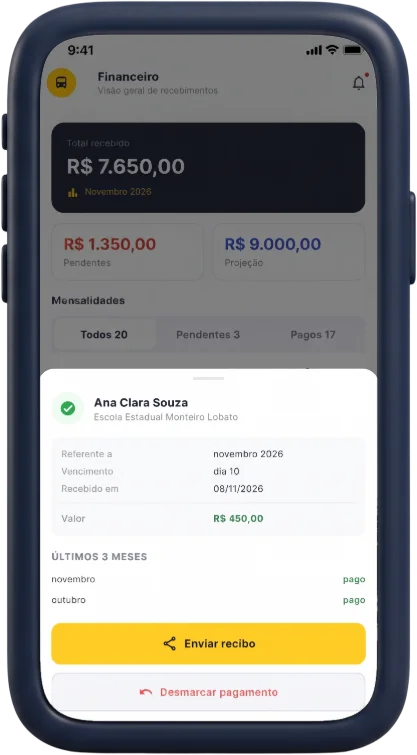 9:41
Financeiro
Visão geral de recebimentos
Total recebido
R$ 7.650,00
Novembro 2026
R$ 1.350,00
Pendentes
R$ 9.000,00
Projeção
Mensalidades
Todos 20
Pendentes 3
Pagos 17
Ana Clara Souza
Escola Estadual Monteiro Lobato
Referente a
novembro 2026
Vencimento
dia 10
Recebido em
08/11/2026
Valor
R$ 450,00
ÚLTIMOS 3 MESES
novembro
pago
outubro
pago
Enviar recibo
Desmarcar pagamento